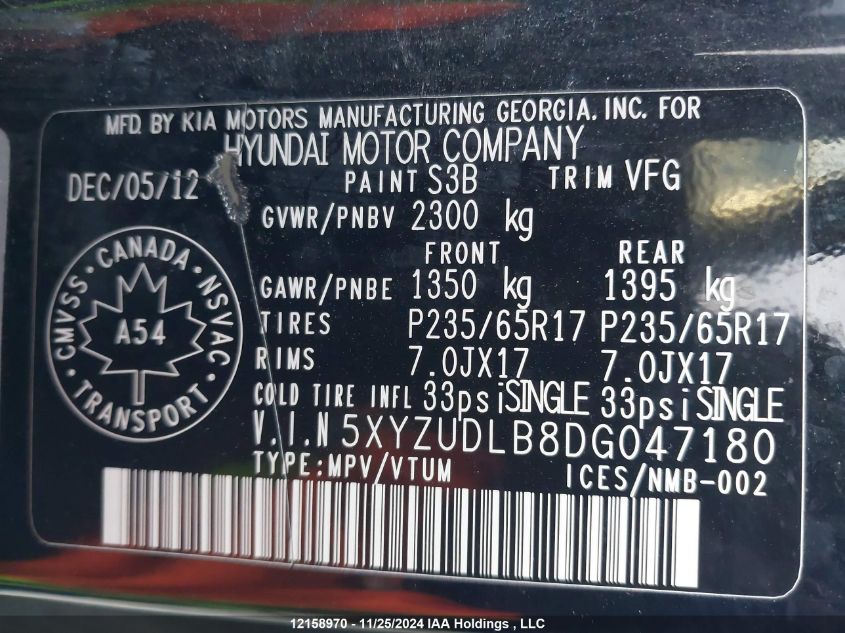 MFD. BY KIA MOTORS MANUFACTURING GEORGIA. INC. FOR
HYUNDAI MOTOR COMPANY
DEC/05/12 PAINT S3B TRIM VFG
GVWR/PNBV 2300 kg
FRONT REAR
GAWR/PNBE 1350 kg 1395 kg
TIRES P235/65R17 P235/65R17
RIMS 7.0JX17 7.0JX17
COLD TIRE INFL 33psiSINGLE 33psiSINGLE
V.I.N 5XYZUDLB8DG047180
TYPE:MPV/VTUM ICES/NMB-002
CMVSS · CANADA · NSVAC · TRANSPORT ·
A54
12158970 - 11/25/2024 IAA Holdings , LLC